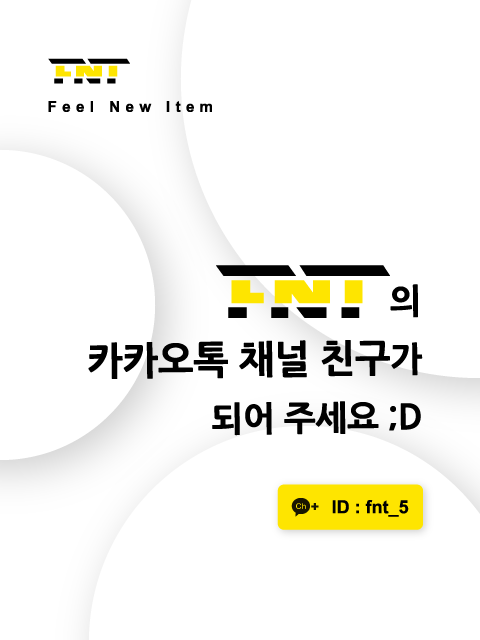 FNT
Feel New Item
FNT의
카카오톡 채널 친구가
되어 주세요 ;D
Ch+ ID : fnt_5